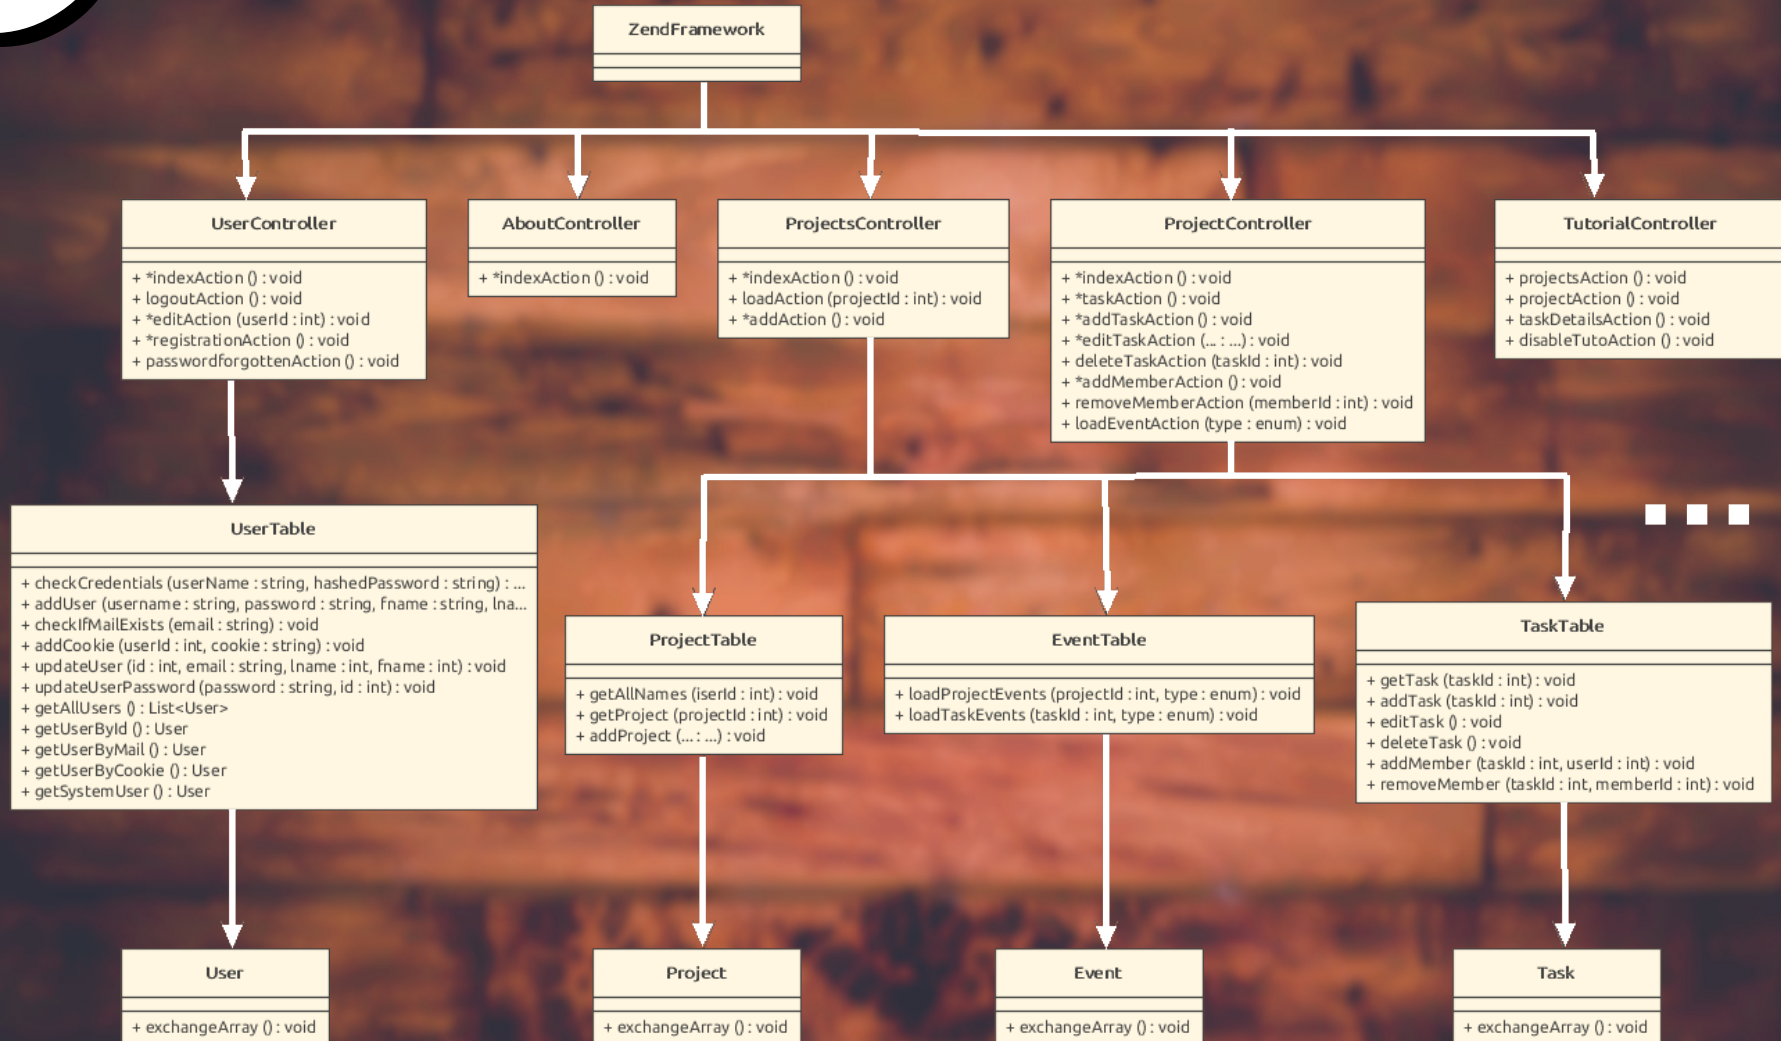 ZendFramework
UserController
+ *indexAction () : void
+ logoutAction () : void
+ *editAction (userId : int) : void
+ *registrationAction () : void
+ passwordforgottenAction () : void
AboutController
+ *indexAction () : void
ProjectsController
+ *indexAction () : void
+ loadAction (projectId : int) : void
+ *addAction () : void
ProjectController
+ *indexAction () : void
+ *taskAction () : void
+ *addTaskAction () : void
+ *editTaskAction (... : ...) : void
+ deleteTaskAction (taskId : int) : void
+ *addMemberAction () : void
+ removeMemberAction (memberId : int) : void
+ loadEventAction (type : enum) : void
TutorialController
+ projectsAction () : void
+ projectAction () : void
+ taskDetailsAction () : void
+ disableTutoAction () : void
UserTable
+ checkCredentials (userName : string, hashedPassword : string) : ...
+ addUser (username : string, password : string, fname : string, lna...
+ checkIfMailExists (email : string) : void
+ addCookie (userId : int, cookie : string) : void
+ updateUser (id : int, email : string, lname : int, fname : int) : void
+ updateUserPassword (password : string, id : int) : void
+ getAllUsers () : List<User>
+ getUserById () : User
+ getUserByMail () : User
+ getUserByCookie () : User
+ getSystemUser () : User
ProjectTable
+ getAllNames (iserId : int) : void
+ getProject (projectId : int) : void
+ addProject (... : ...) : void
EventTable
+ loadProjectEvents (projectId : int, type : enum) : void
+ loadTaskEvents (taskId : int, type : enum) : void
TaskTable
+ getTask (taskId : int) : void
+ addTask (taskId : int) : void
+ editTask () : void
+ deleteTask () : void
+ addMember (taskId : int, userId : int) : void
+ removeMember (taskId : int, memberId : int) : void
User
+ exchangeArray () : void
Project
+ exchangeArray () : void
Event
+ exchangeArray () : void
Task
+ exchangeArray () : void